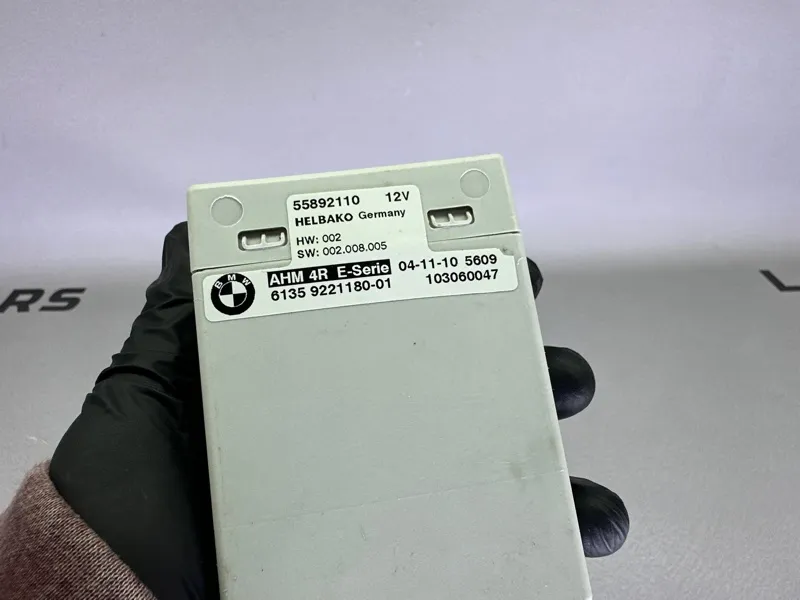 55892110 12V
HELBAKO Germany
HW: 002
SW: 002.008.005
BMW
AHM 4R E-Serie 04-11-10 5609
6135 9221180-01 103060047
RS